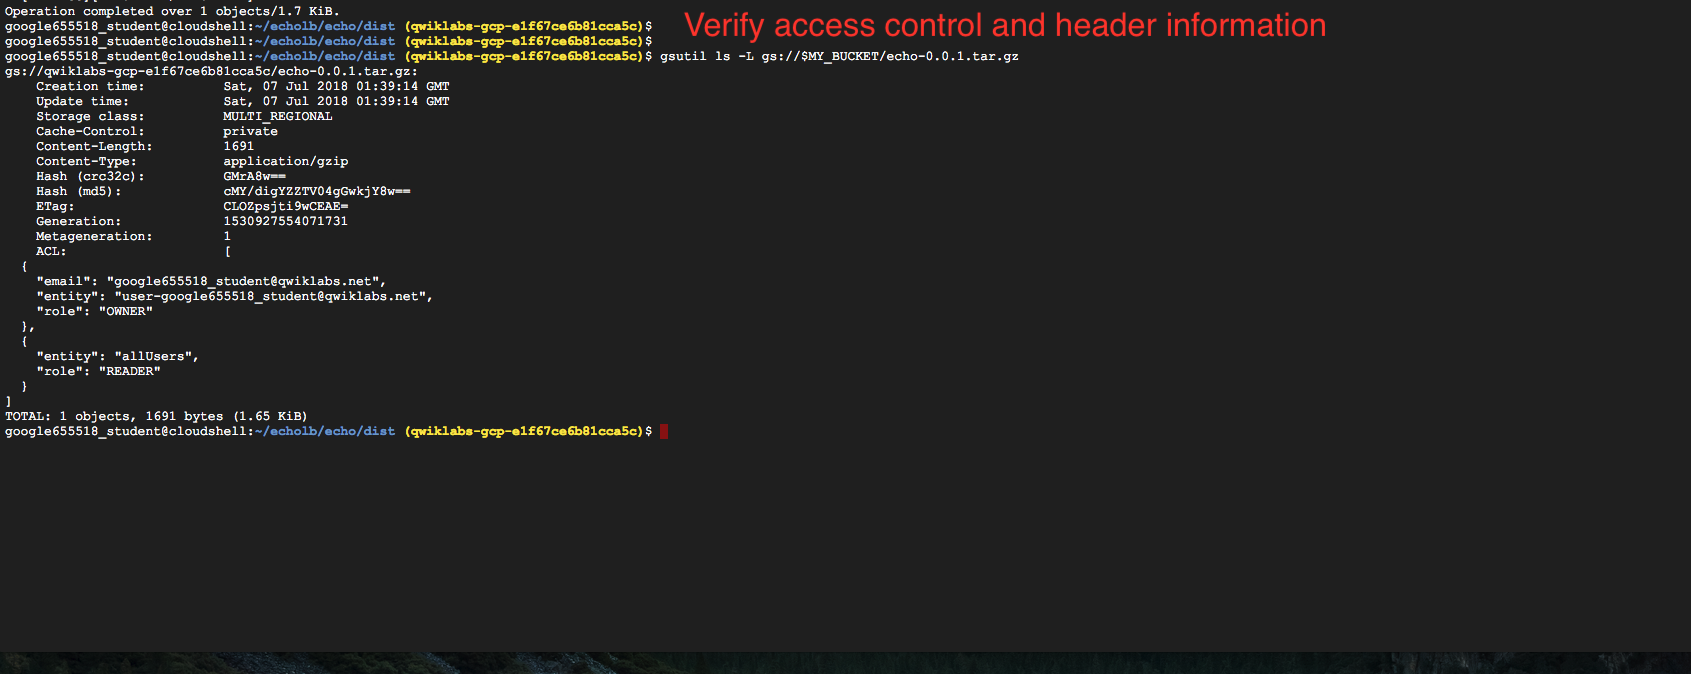 Operation completed over 1 objects/1.7 KiB.
google655518_student@cloudshell:~/echolb/echo/dist (qwiklabs-gcp-e1f67ce6b81cca5c)$
Verify access control and header information
google655518_student@cloudshell:~/echolb/echo/dist (qwiklabs-gcp-e1f67ce6b81cca5c)$
google655518_student@cloudshell:~/echolb/echo/dist (qwiklabs-gcp-e1f67ce6b81cca5c)$ gsutil ls -L gs://$MY_BUCKET/echo-0.0.1.tar.gz
gs://qwiklabs-gcp-e1f67ce6b81cca5c/echo-0.0.1.tar.gz:
Creation time: Sat, 07 Jul 2018 01:39:14 GMT
Update time: Sat, 07 Jul 2018 01:39:14 GMT
Storage class: MULTI_REGIONAL
Cache-Control: private
Content-Length: 1691
Content-Type: application/gzip
Hash (crc32c): GMrA8w==
Hash (md5): cMY/digYZZTV04gGwkjY8w==
ETag: CLOZpsjti9wCEAE=
Generation: 1530927554071731
Metageneration: 1
ACL: [
{
"email": "google655518_student@qwiklabs.net",
"entity": "user-google655518_student@qwiklabs.net",
"role": "OWNER"
},
{
"entity": "allUsers",
"role": "READER"
}
]
TOTAL: 1 objects, 1691 bytes (1.65 KiB)
google655518_student@cloudshell:~/echolb/echo/dist (qwiklabs-gcp-e1f67ce6b81cca5c)$